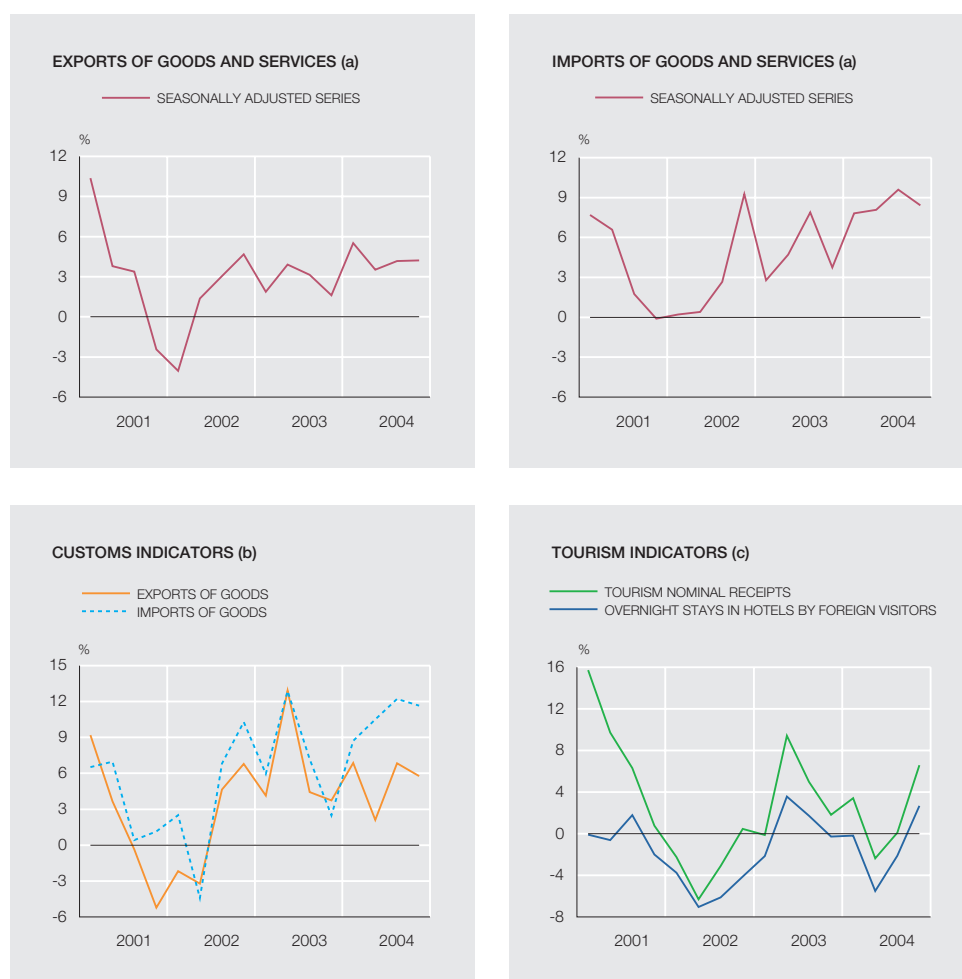 EXPORTS OF GOODS AND SERVICES (a)
SEASONALLY ADJUSTED SERIES
%
12
9
6
3
0
-3
-6
2001 2002 2003 2004
IMPORTS OF GOODS AND SERVICES (a)
SEASONALLY ADJUSTED SERIES
%
12
9
6
3
0
-3
-6
2001 2002 2003 2004
CUSTOMS INDICATORS (b)
EXPORTS OF GOODS
IMPORTS OF GOODS
%
15
12
9
6
3
0
-3
-6
2001 2002 2003 2004
TOURISM INDICATORS (c)
TOURISM NOMINAL RECEIPTS
OVERNIGHT STAYS IN HOTELS BY FOREIGN VISITORS
%
16
12
8
4
0
-4
-8
2001 2002 2003 2004